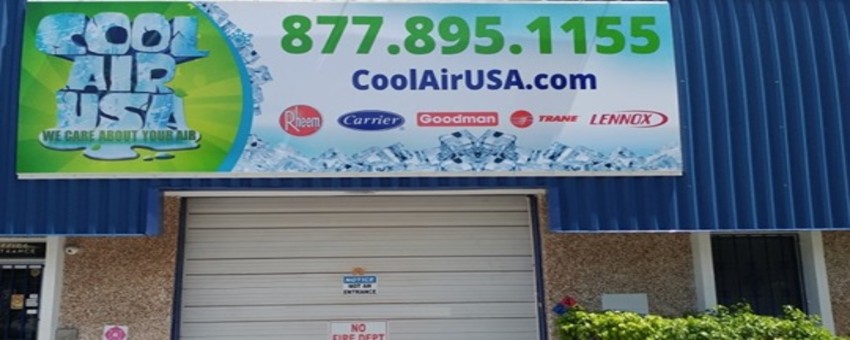 COOL
AIR
USA
WE CARE ABOUT YOUR AIR
877.895.1155
CoolAirUSA.com
Rheem Carrier Goodman TRANE LENNOX
NOTICE
NOT AN
ENTRANCE
NO
FIRE DEPT